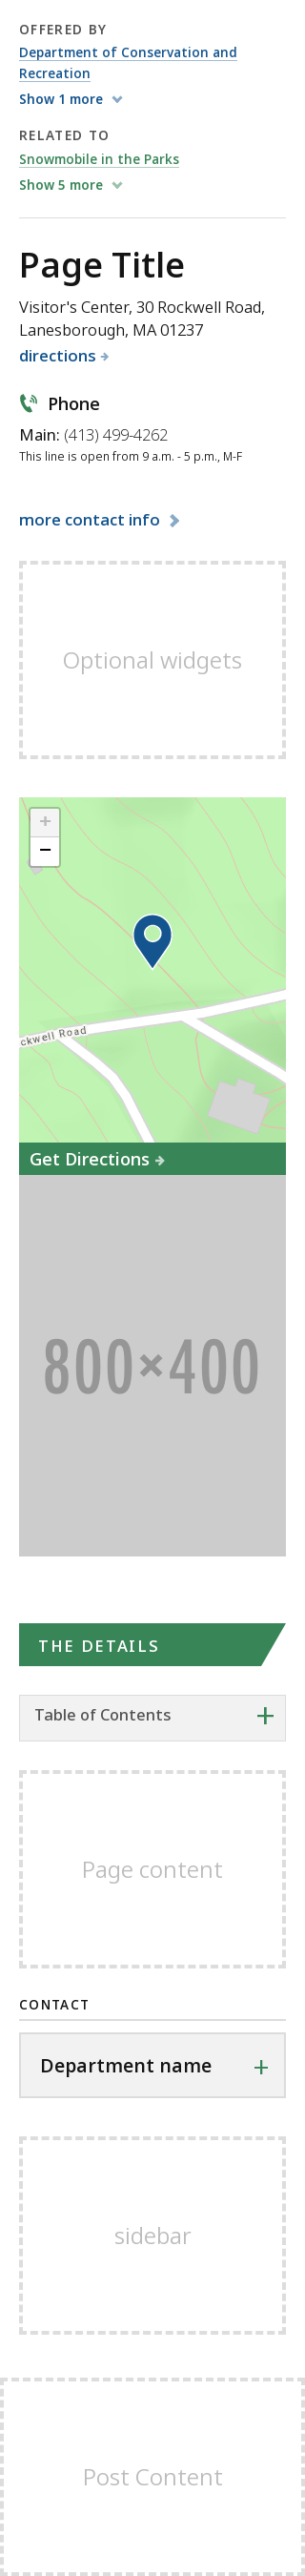 OFFERED BY
Department of Conservation and
Recreation
Show 1 more
RELATED TO
Snowmobile in the Parks
Show 5 more
Page Title
Visitor's Center, 30 Rockwell Road,
Lanesborough, MA 01237
directions
Phone
Main: (413) 499-4262
This line is open from 9 a.m. - 5 p.m., M-F
more contact info
Optional widgets
+
−
ckwell Road
Get Directions
800×400
THE DETAILS
Table of Contents
+
Page content
CONTACT
Department name
+
sidebar
Post Content